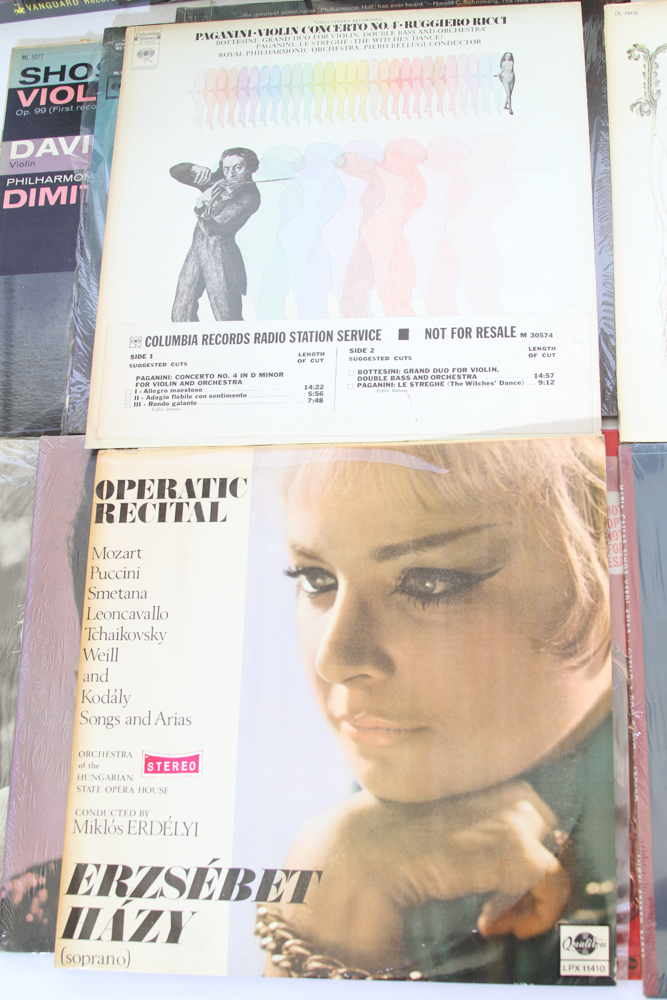 VANGUARD
"the greatest
has ever heard." —Harold C. Schonberg, The New York
ML 5077
SHOS
VIOL
Op. 99 (First reco
DAVI
Violin
PHILHARMON
DIMIT
Columbia
Stereo
PAGANINI·VIOLIN CONCERTO NO. 4·RUGGIERO RICCI
BOTTESINI: GRAND DUO FOR VIOLIN, DOUBLE BASS AND ORCHESTRA
PAGANINI: LE STREGHE (THE WITCHES' DANCE)
ROYAL PHILHARMONIC ORCHESTRA, PIERO BELLUGI, CONDUCTOR
COLUMBIA RECORDS RADIO STATION SERVICE ■ NOT FOR RESALE M 30574
SIDE 1
SUGGESTED CUTS
LENGTH
OF CUT
PAGANINI: CONCERTO NO. 4 IN D MINOR
FOR VIOLIN AND ORCHESTRA
I - Allegro maestoso 14:22
II - Adagio flebile con sentimento 5:56
III - Rondo galante 7:48
Public Domain
SIDE 2
SUGGESTED CUTS
LENGTH
OF CUT
BOTTESINI: GRAND DUO FOR VIOLIN,
DOUBLE BASS AND ORCHESTRA 14:57
PAGANINI: LE STREGHE (The Witches' Dance) 9:12
Public Domain
OPERATIC
RECITAL
Mozart
Puccini
Smetana
Leoncavallo
Tchaikovsky
Weill
and
Kodály
Songs and Arias
ORCHESTRA
of the
HUNGARIAN
STATE OPERA HOUSE
STEREO
CONDUCTED BY
Miklós ERDÉLYI
ERZSÉBET
HÁZY
(soprano)
Qualiton
LPX 11410